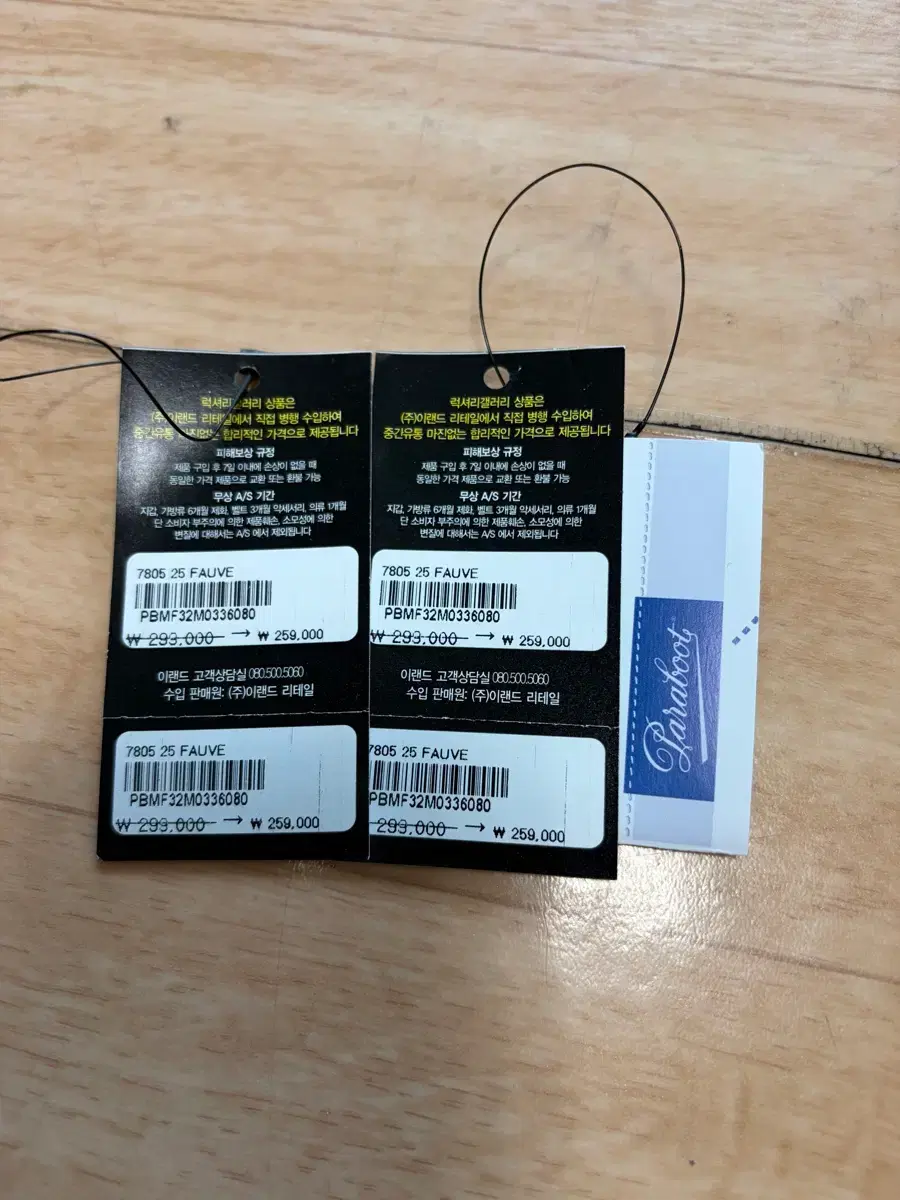 럭셔리갤러리 상품은
(주)이랜드 리테일에서 직접 병행 수입하여
중간유통 마진없는 합리적인 가격으로 제공됩니다
피해보상 규정
제품 구입 후 7일 이내에 손상이 없을 때
동일한 가격 제품으로 교환 또는 환불 가능
무상 A/S 기간
지갑, 가방류 6개월 제화, 벨트 3개월 악세서리, 의류 1개월
단 소비자 부주의에 의한 제품훼손, 소모성에 의한
변질에 대해서는 A/S 에서 제외됩니다
7805 25 FAUVE
PBMF32M0336080
₩ 299,000 → ₩ 259,000
이랜드 고객상담실 080.500.5060
수입 판매원: (주)이랜드 리테일
7805 25 FAUVE
PBMF32M0336080
₩ 299,000 → ₩ 259,000
럭셔리갤러리 상품은
(주)이랜드 리테일에서 직접 병행 수입하여
중간유통 마진없는 합리적인 가격으로 제공됩니다
피해보상 규정
제품 구입 후 7일 이내에 손상이 없을 때
동일한 가격 제품으로 교환 또는 환불 가능
무상 A/S 기간
지갑, 가방류 6개월 제화, 벨트 3개월 악세서리, 의류 1개월
단 소비자 부주의에 의한 제품훼손, 소모성에 의한
변질에 대해서는 A/S 에서 제외됩니다
7805 25 FAUVE
PBMF32M0336080
₩ 299,000 → ₩ 259,000
이랜드 고객상담실 080.500.5060
수입 판매원: (주)이랜드 리테일
7805 25 FAUVE
PBMF32M0336080
299,000 → ₩ 259,000
Paraboot